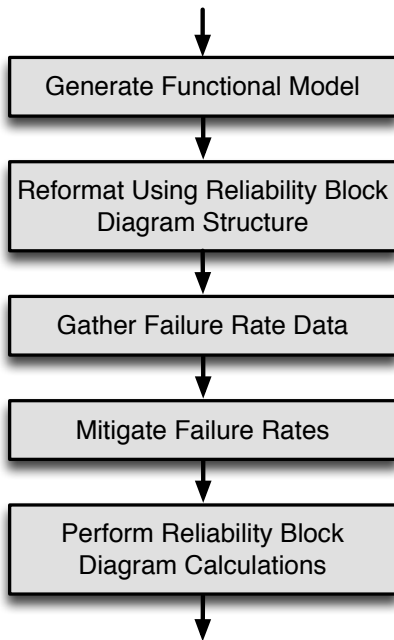 Generate Functional Model
Reformat Using Reliability Block
Diagram Structure
Gather Failure Rate Data
Mitigate Failure Rates
Perform Reliability Block
Diagram Calculations